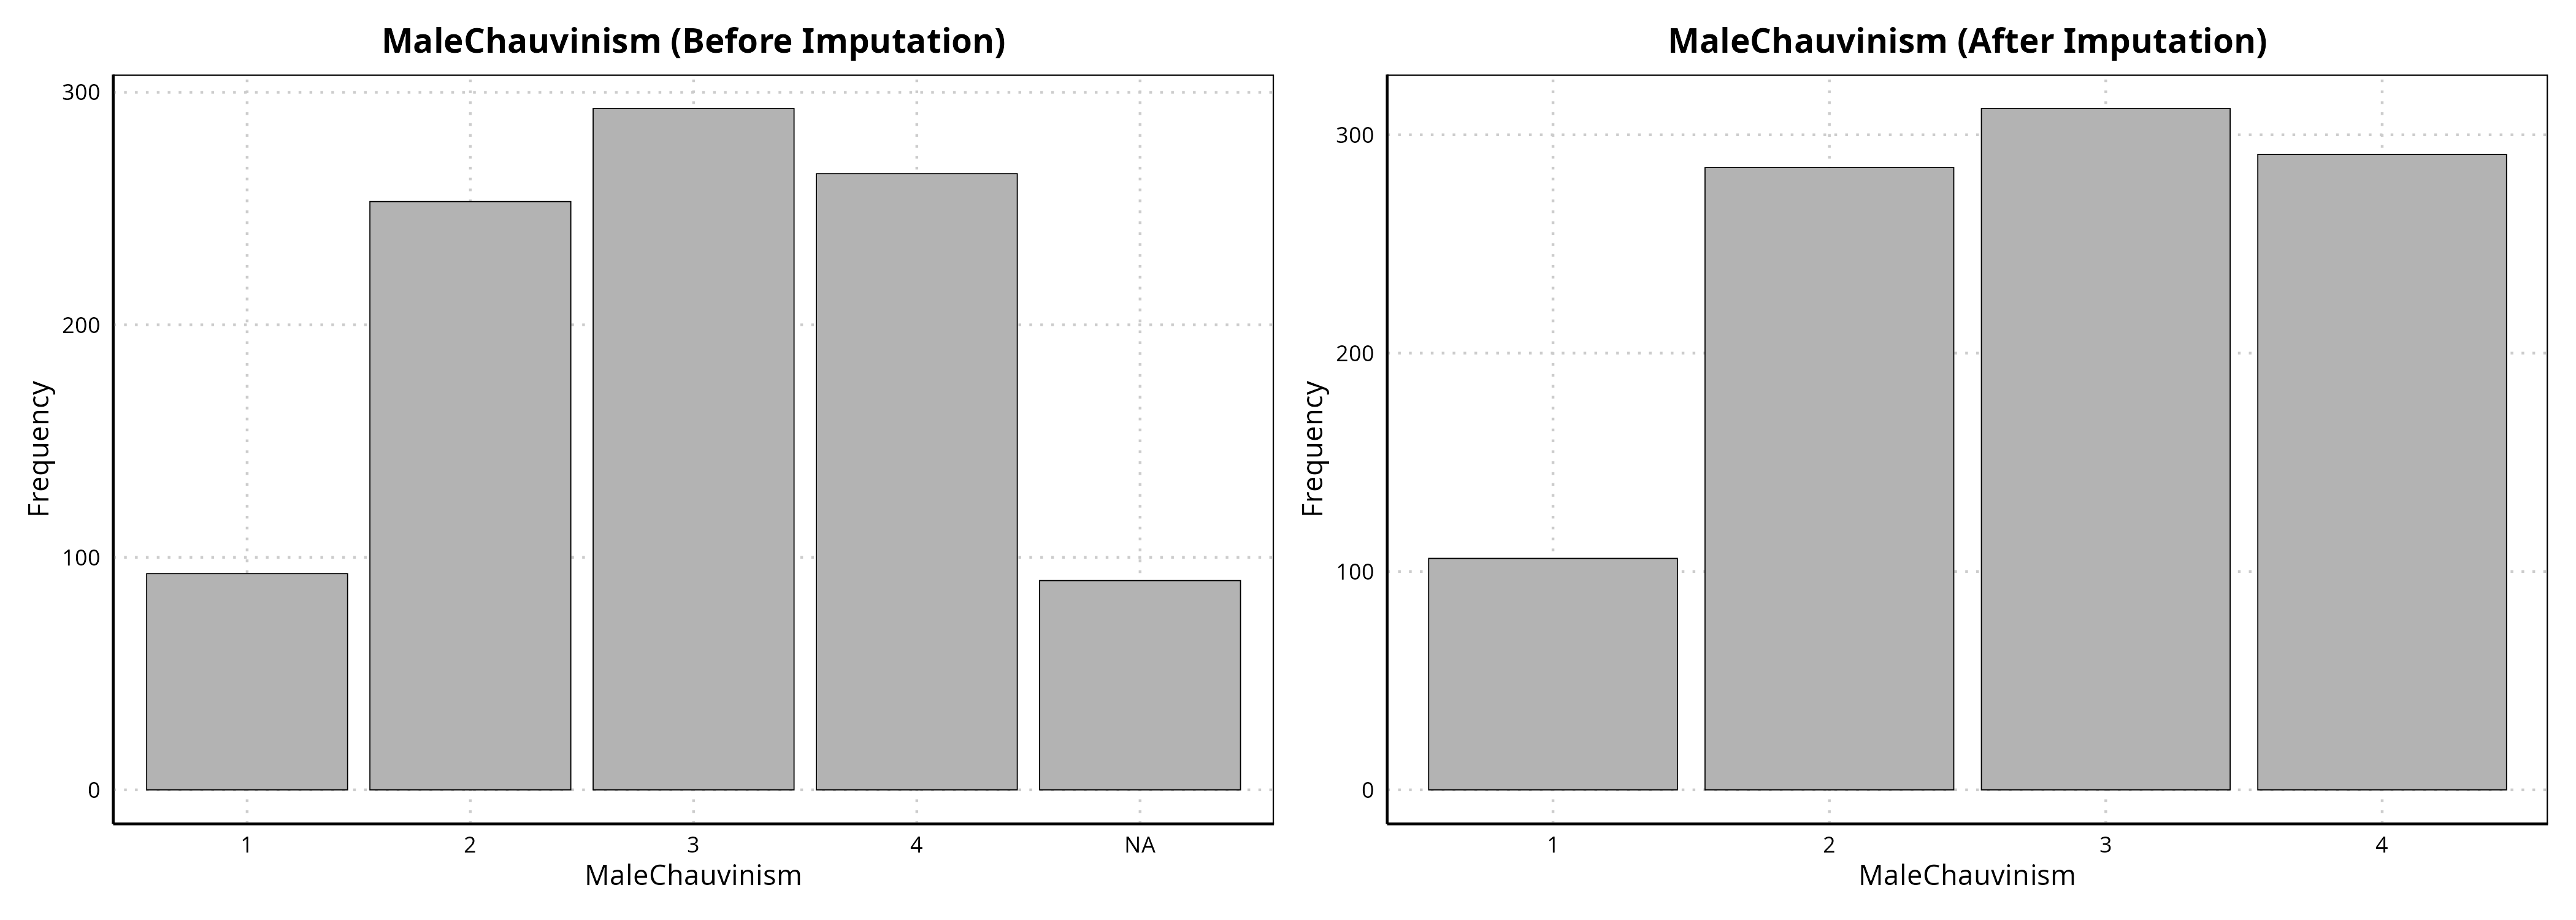 MaleChauvinism (Before Imputation)
Frequency
300
200
100
0
1 2 3 4 NA
MaleChauvinism
MaleChauvinism (After Imputation)
Frequency
300
200
100
0
1 2 3 4
MaleChauvinism